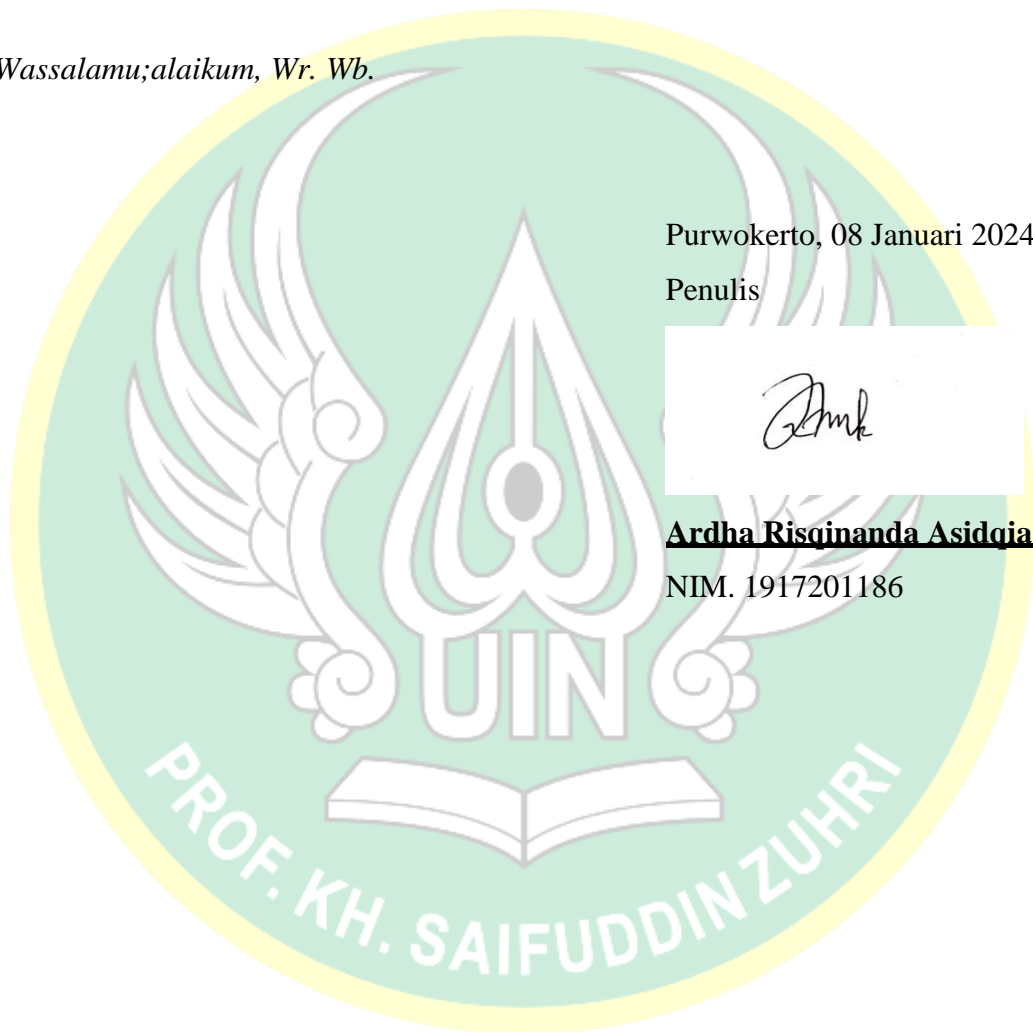 Wassalamu;alaikum, Wr. Wb.
Purwokerto, 08 Januari 2024
Penulis
Ardha Risqinanda Asidqia
NIM. 1917201186
UIN
PROF. KH. SAIFUDDIN ZUHRI